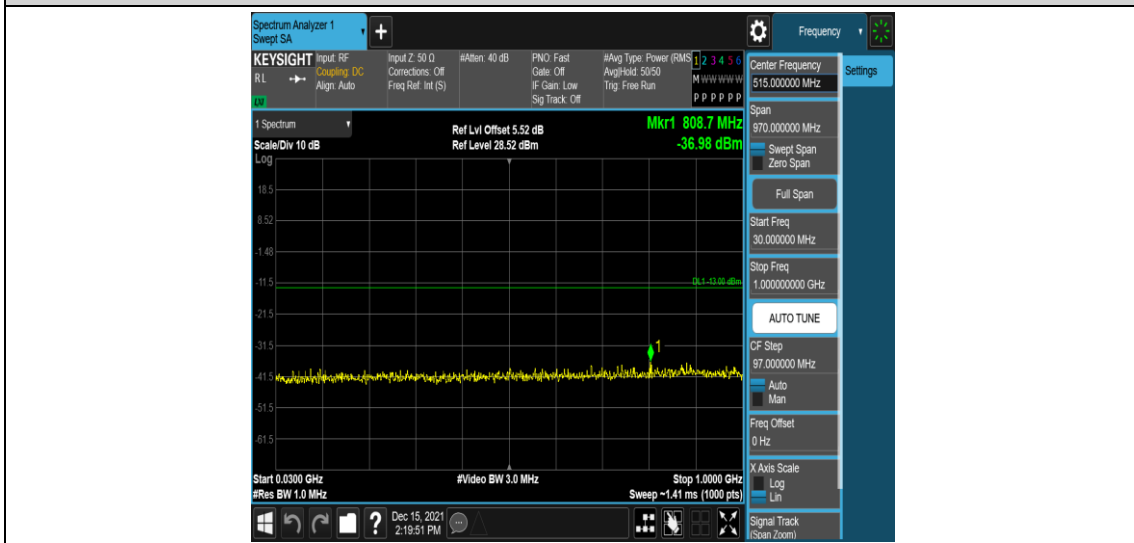 Spectrum Analyzer 1
Swept SA
+
Frequency
KEYSIGHT
RL
LXI
Input: RF
Coupling: DC
Align: Auto
Input Z: 50 Ω
Corrections: Off
Freq Ref: Int (S)
#Atten: 40 dB
PNO: Fast
Gate: Off
IF Gain: Low
Sig Track: Off
#Avg Type: Power (RMS
Avg|Hold: 50/50
Trig: Free Run
1 2 3 4 5 6
M W W W W W
P P P P P P
1 Spectrum
Scale/Div 10 dB
Log
Ref Lvl Offset 5.52 dB
Ref Level 28.52 dBm
Mkr1 808.7 MHz
-36.98 dBm
18.5
8.52
-1.48
-11.5
DL1 -13.00 dBm
-21.5
-31.5
1
-41.5
-51.5
-61.5
Start 0.0300 GHz
#Res BW 1.0 MHz
#Video BW 3.0 MHz
Stop 1.0000 GHz
Sweep ~1.41 ms (1000 pts)
Center Frequency
515.000000 MHz
Settings
Span
970.000000 MHz
Swept Span
Zero Span
Full Span
Start Freq
30.000000 MHz
Stop Freq
1.000000000 GHz
AUTO TUNE
CF Step
97.000000 MHz
Auto
Man
Freq Offset
0 Hz
X Axis Scale
Log
Lin
Signal Track
(Span Zoom)
?
Dec 15, 2021
2:19:51 PM